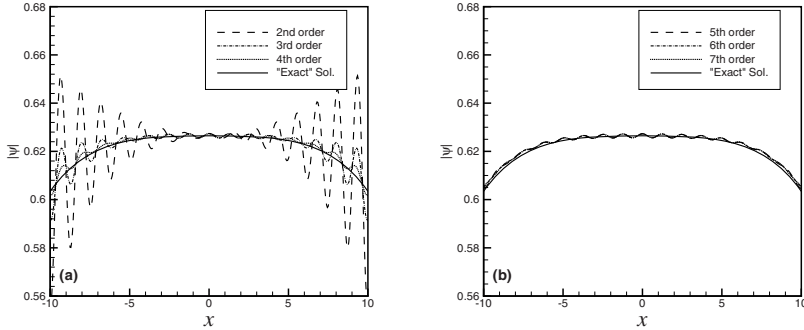 0.68
0.66
0.64
0.62
0.6
0.58
0.56
|ψ|
2nd order
3rd order
4th order
"Exact" Sol.
(a)
-10
-5
0
5
10
x
0.68
0.66
0.64
0.62
0.6
0.58
0.56
|ψ|
5th order
6th order
7th order
"Exact" Sol.
(b)
-10
-5
0
5
10
x